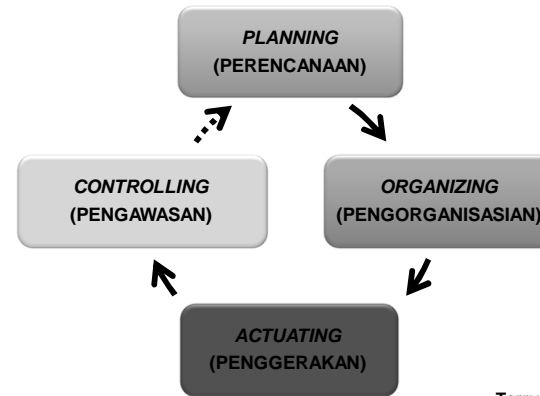 PLANNING
(PERENCANAAN)
CONTROLLING
(PENGAWASAN)
ORGANIZING
(PENGORGANISASIAN)
ACTUATING
(PENGGERAKAN)